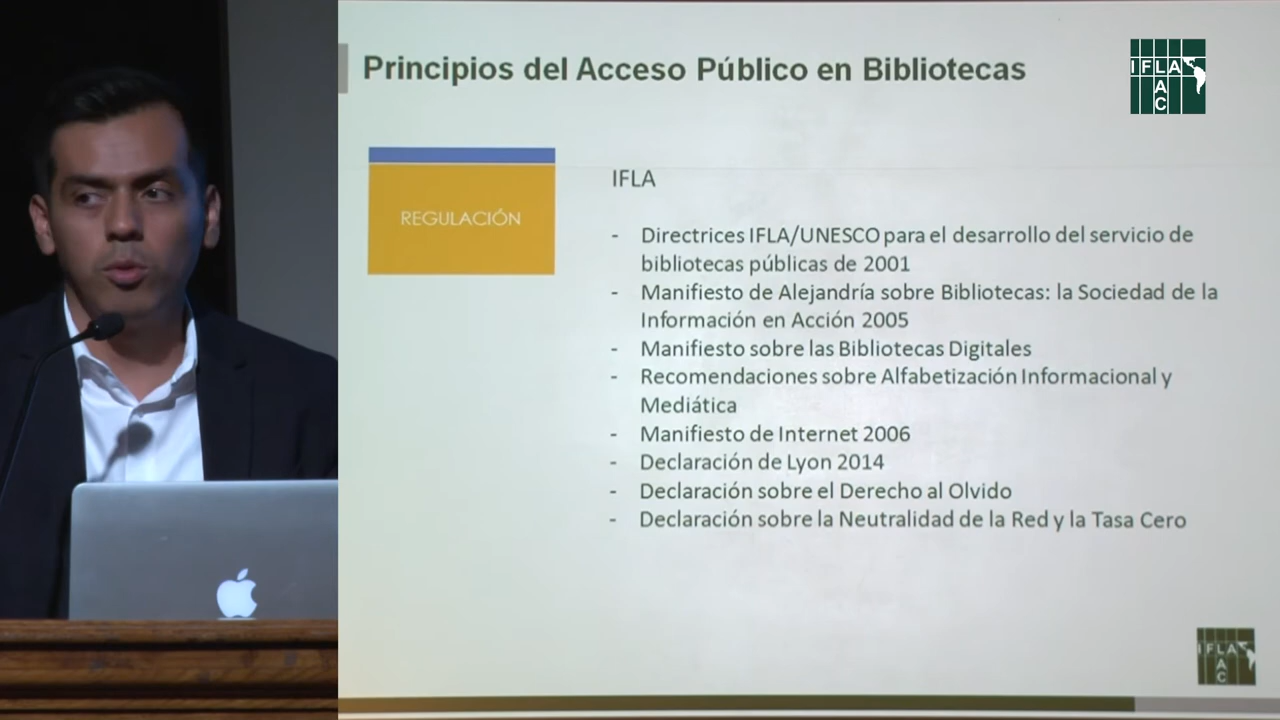 Principios del Acceso Público en Bibliotecas
IFLA
LAC
REGULACIÓN
IFLA
- Directrices IFLA/UNESCO para el desarrollo del servicio de
bibliotecas públicas de 2001
- Manifiesto de Alejandría sobre Bibliotecas: la Sociedad de la
Información en Acción 2005
- Manifiesto sobre las Bibliotecas Digitales
- Recomendaciones sobre Alfabetización Informacional y
Mediática
- Manifiesto de Internet 2006
- Declaración de Lyon 2014
- Declaración sobre el Derecho al Olvido
- Declaración sobre la Neutralidad de la Red y la Tasa Cero
IFLA
LAC